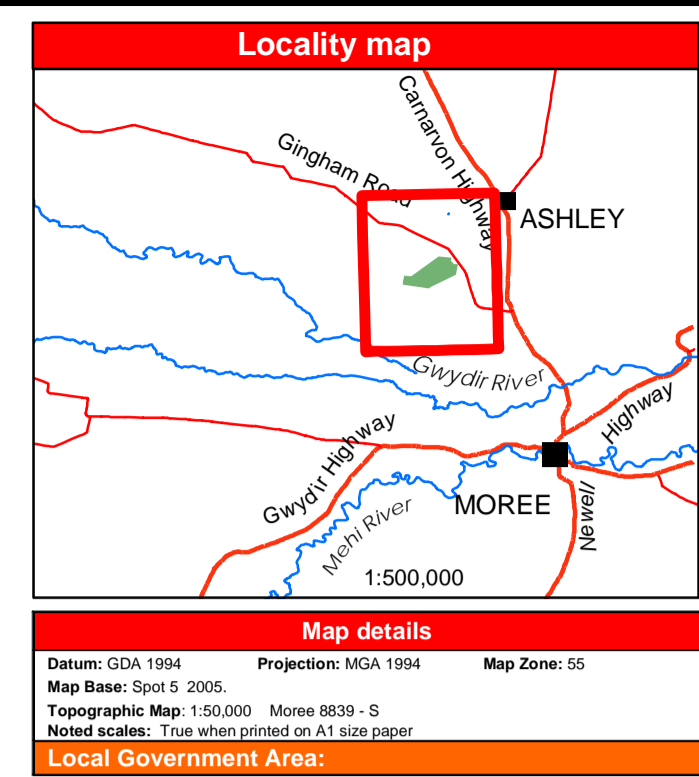 Locality map
Carnarvon Highway
Gingham Road
ASHLEY
Gwydir River
Highway
Gwydir Highway
MOREE
Newell
Mehi River
1:500,000
Map details
Datum: GDA 1994 Projection: MGA 1994 Map Zone: 55
Map Base: Spot 5 2005.
Topographic Map: 1:50,000 Moree 8839 - S
Noted scales: True when printed on A1 size paper
Local Government Area: